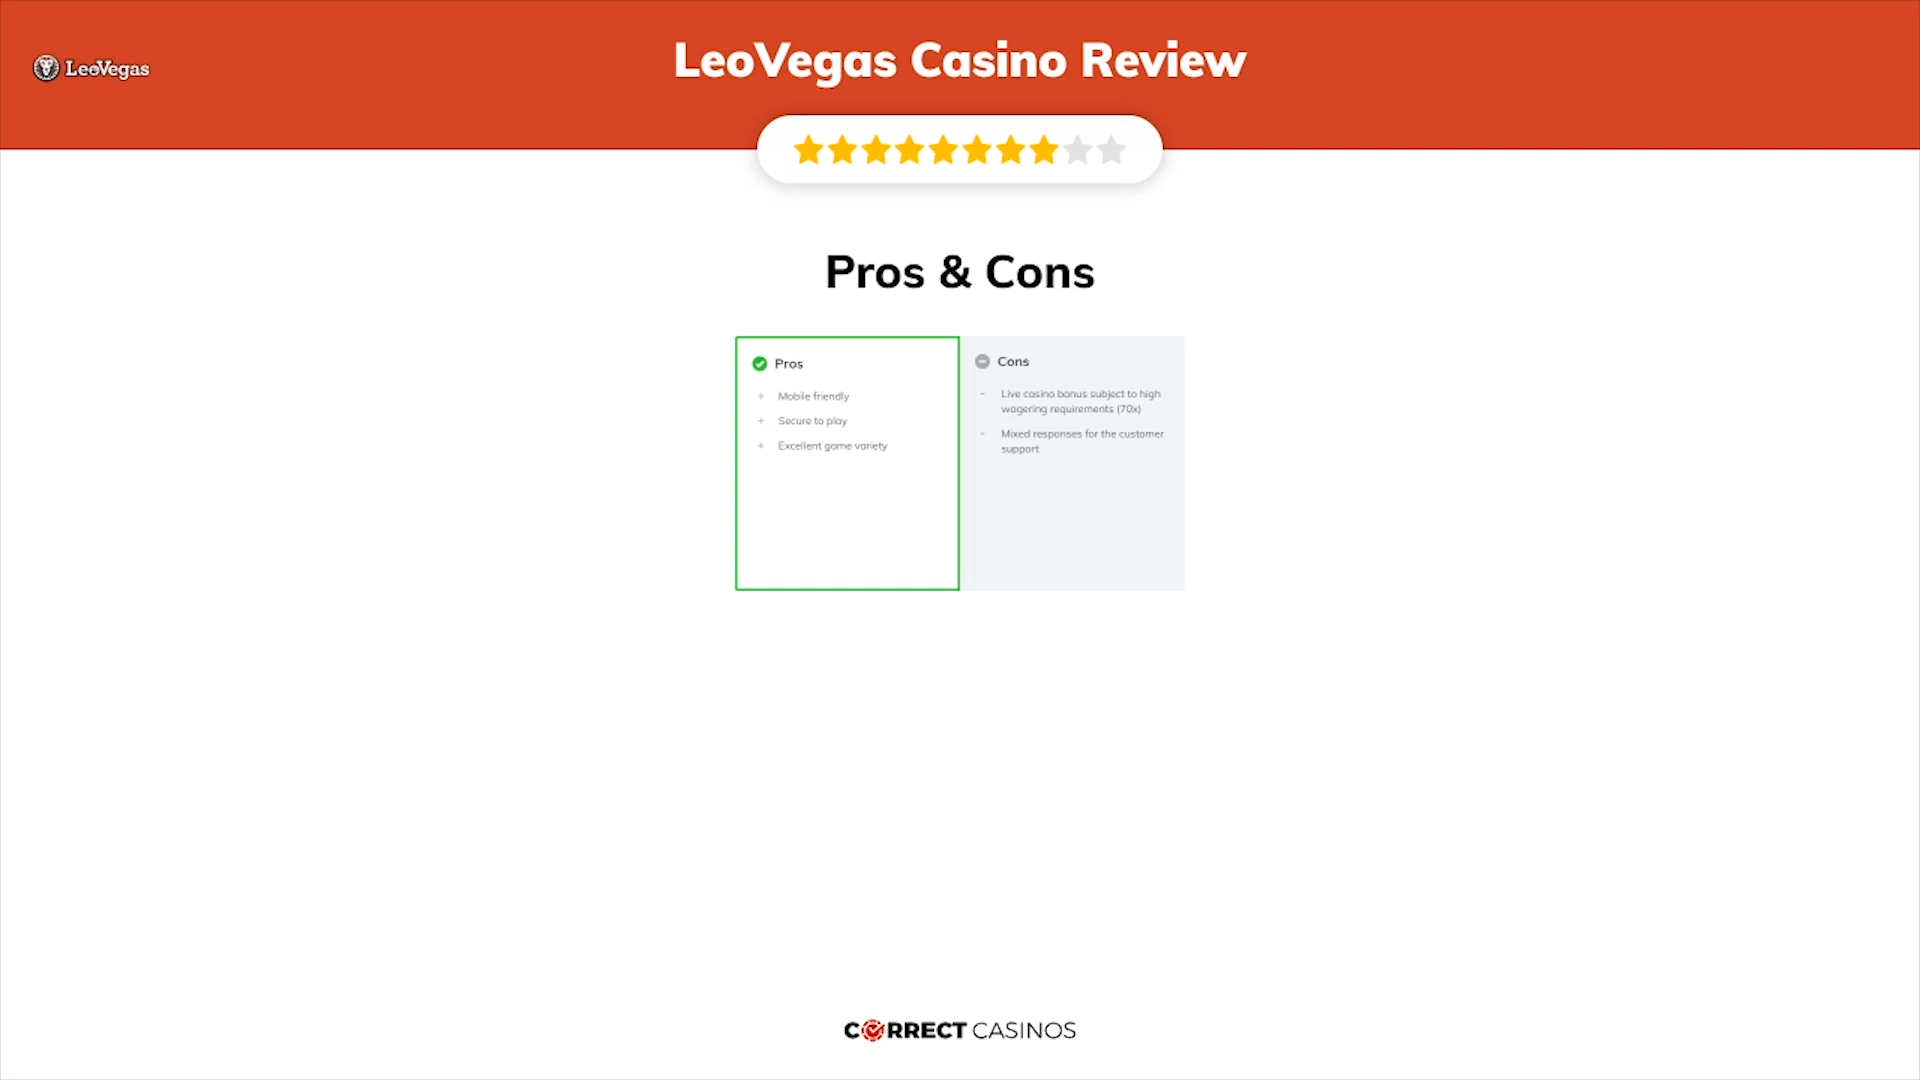 LeoVegas
LeoVegas Casino Review
Pros & Cons
Pros
+ Mobile friendly
+ Secure to play
+ Excellent game variety
Cons
- Live casino bonus subject to high
wagering requirements (70x)
- Mixed responses for the customer
support
CORRECT CASINOS